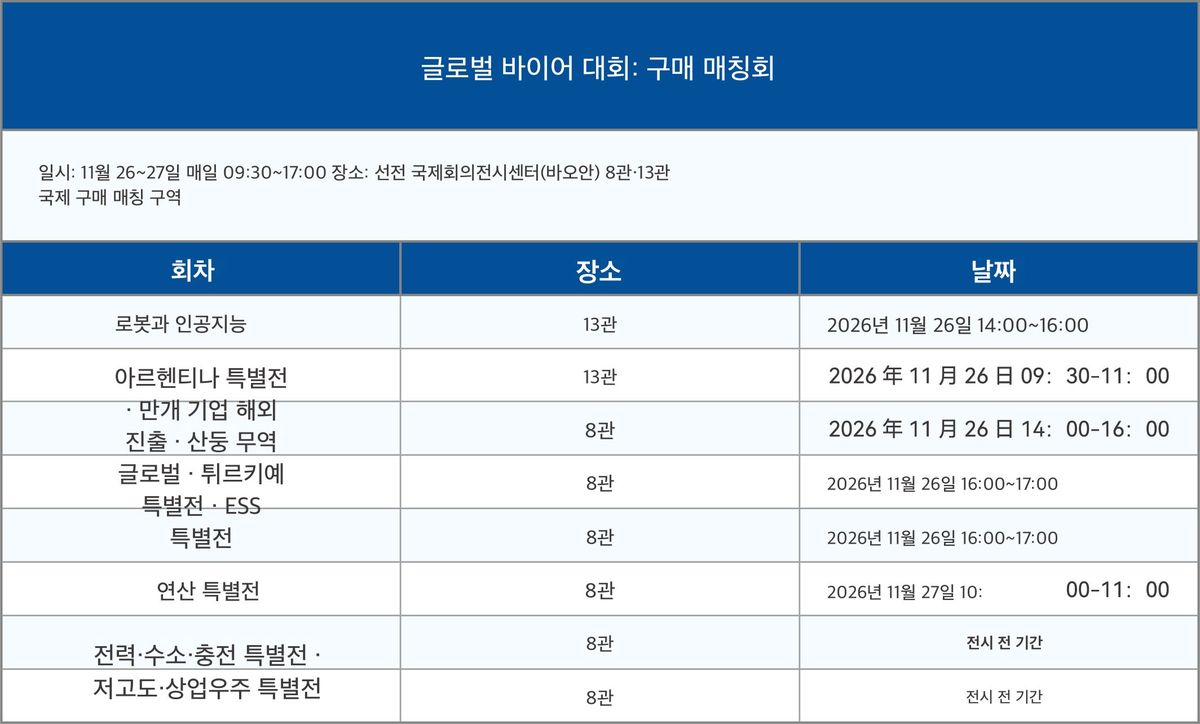 글로벌 바이어 대회: 구매 매칭회
일시: 11월 26~27일 매일 09:30~17:00 장소: 선전 국제회의전시센터(바오안) 8관·13관
국제 구매 매칭 구역
회차
장소
날짜
로봇과 인공지능
13관
2026년 11월 26일 14:00~16:00
아르헨티나 특별전
13관
2026 年 11 月 26 日 09：30-11：00
· 만개 기업 해외
진출 · 산둥 무역
8관
2026 年 11 月 26 日 14：00-16：00
글로벌 · 튀르키예
8관
2026년 11월 26일 16:00~17:00
특별전 · ESS
특별전
8관
2026년 11월 26일 16:00~17:00
연산 특별전
8관
2026년 11월 27일 10: 00-11：00
8관
전시 전 기간
전력·수소·충전 특별전 ·
저고도·상업우주 특별전
8관
전시 전 기간